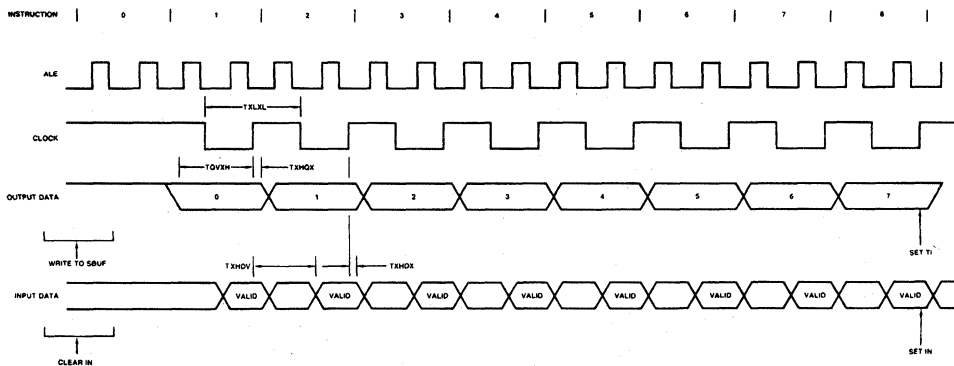 INSTRUCTION | 0 | 1 | 2 | 3 | 4 | 5 | 6 | 7 | 8 |
ALE
TXLXL
CLOCK
TQVXH TXHQX
OUTPUT DATA 0 1 2 3 4 5 6 7
WRITE TO SBUF SET TI
TXHDV TXHDX
INPUT DATA VALID VALID VALID VALID VALID VALID VALID VALID
CLEAR IN SET IN